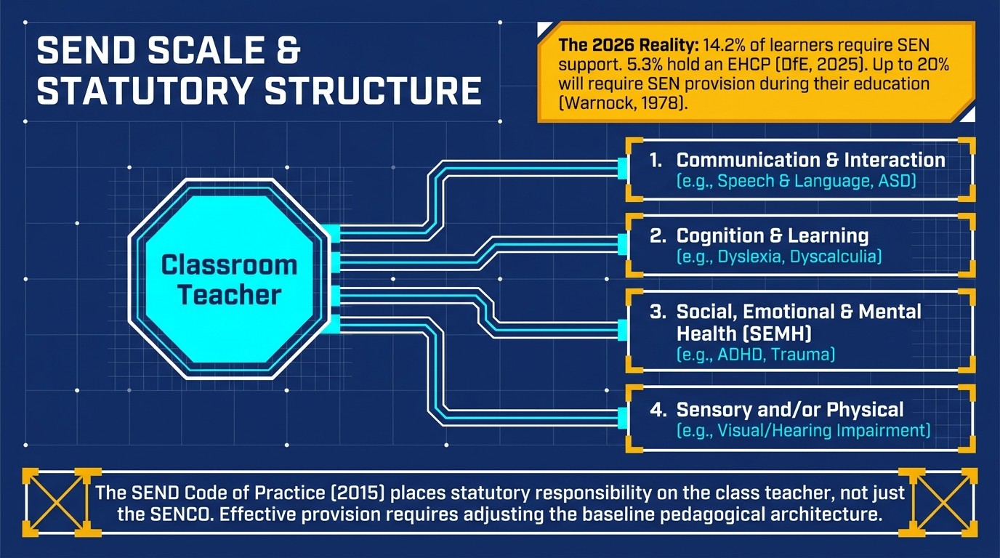 SEND SCALE &
STATUTORY STRUCTURE
The 2026 Reality: 14.2% of learners require SEN
support. 5.3% hold an EHCP (DfE, 2025). Up to 20%
will require SEN provision during their education
(Warnock, 1978).
Classroom
Teacher
1. Communication & Interaction
(e.g., Speech & Language, ASD)
2. Cognition & Learning
(e.g., Dyslexia, Dyscalculia)
3. Social, Emotional & Mental
Health (SEMH)
(e.g., ADHD, Trauma)
4. Sensory and/or Physical
(e.g., Visual/Hearing Impairment)
The SEND Code of Practice (2015) places statutory responsibility on the class teacher, not just
the SENCO. Effective provision requires adjusting the baseline pedagogical architecture.